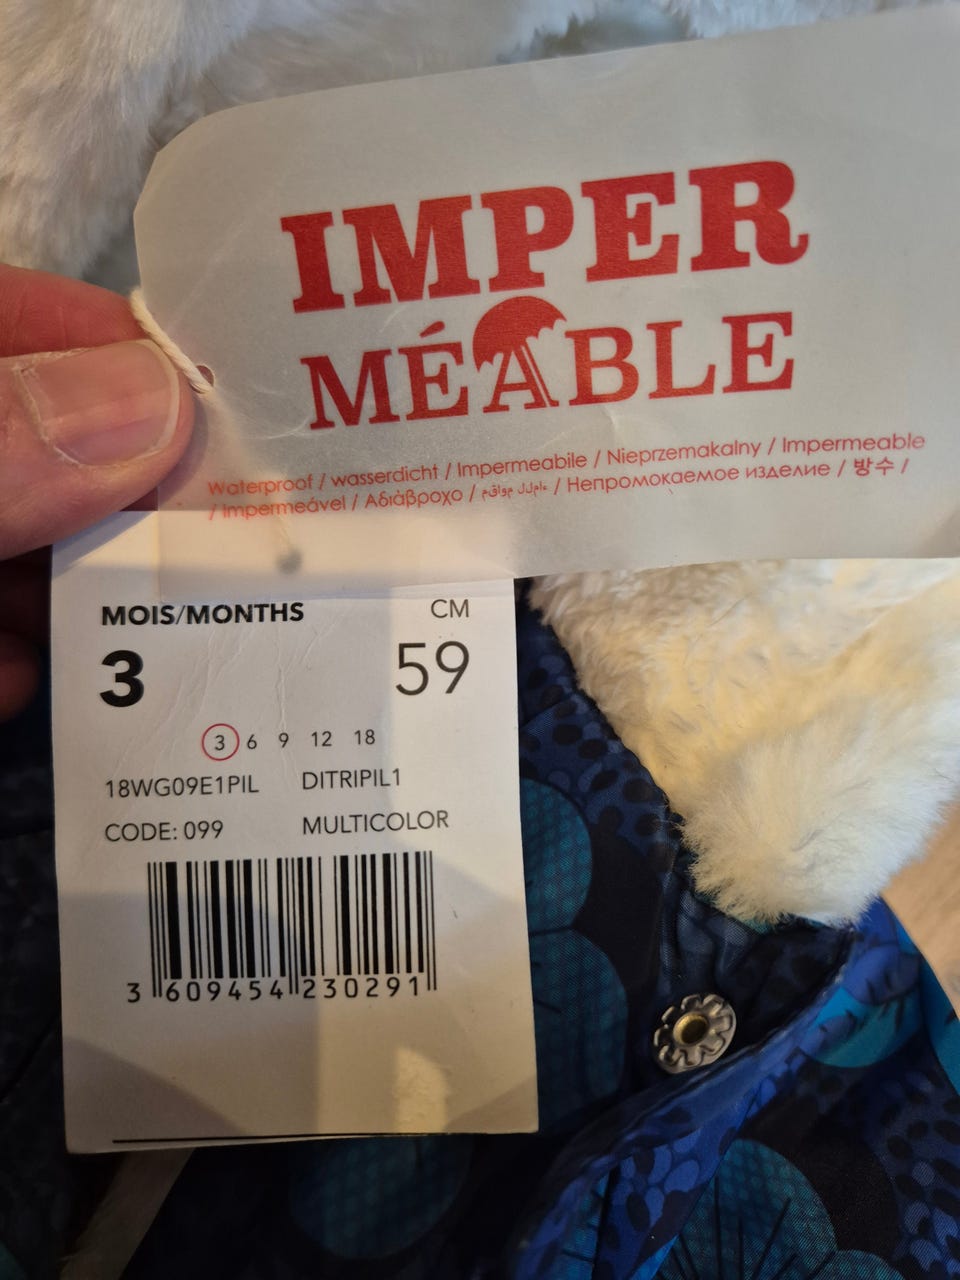 IMPER
MÉABLE
Waterproof / wasserdicht / Impermeabile / Nieprzemakalny / Impermeable
/ Impermeável / Αδιάβροχο / مقاوم للماء / Непромокаемое изделие / 방수 /
MOIS/MONTHS CM
3 59
3 6 9 12 18
18WG09E1PIL DITRIPIL1
CODE: 099 MULTICOLOR
3 609454 230291